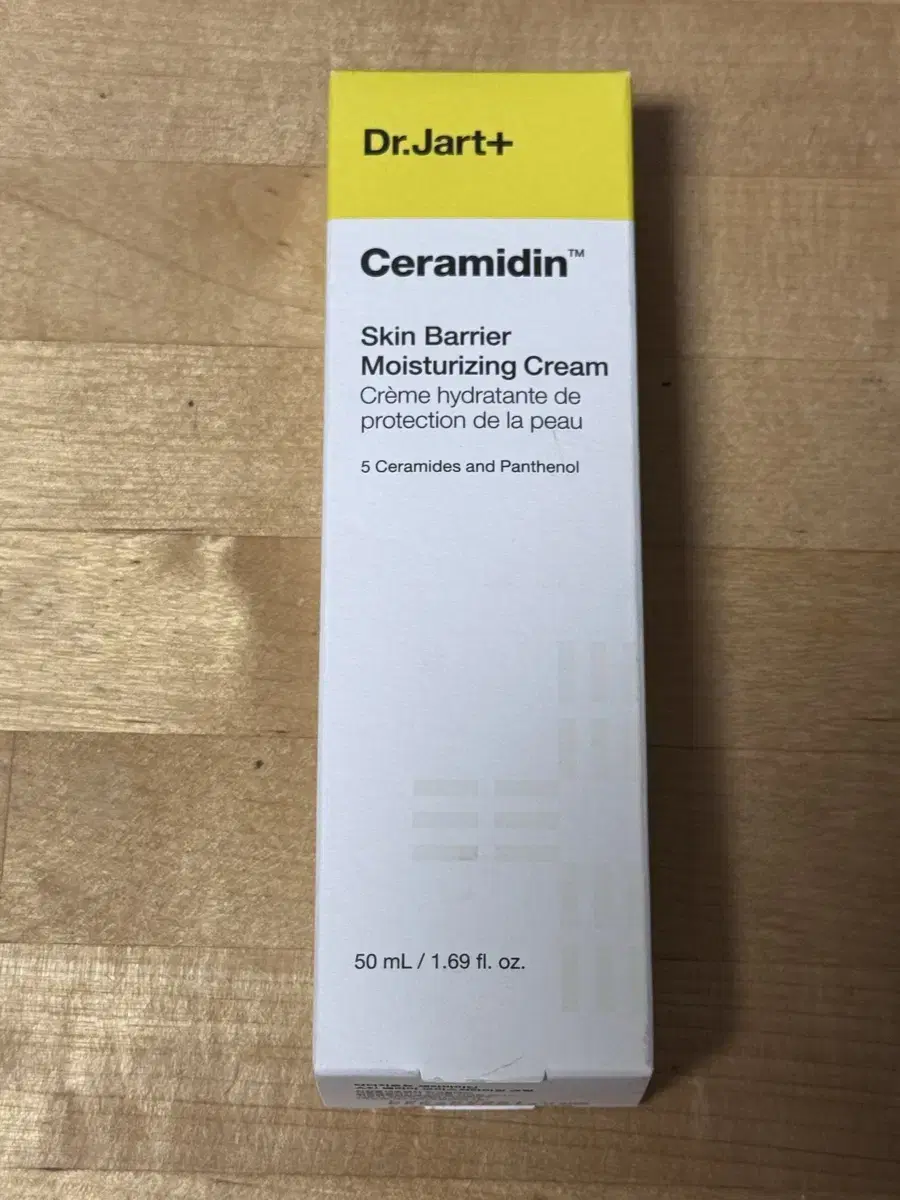 Dr.Jart+
Ceramidin™
Skin Barrier
Moisturizing Cream
Crème hydratante de
protection de la peau
5 Ceramides and Panthenol
50 mL / 1.69 fl. oz.